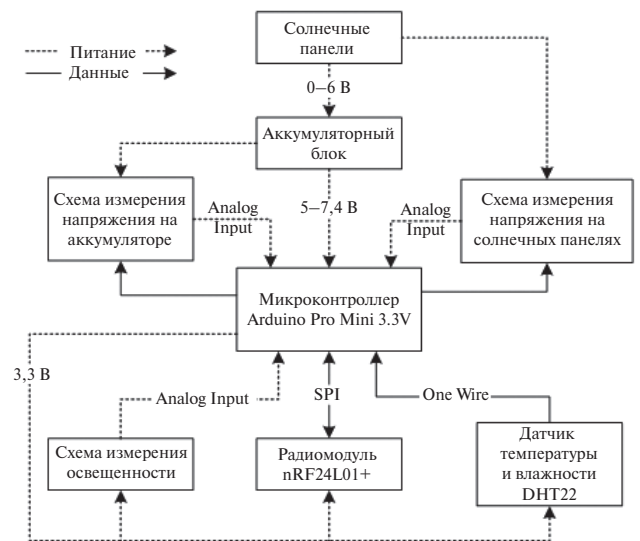 Питание
Данные
Солнечные
панели
0–6 В
Аккумуляторный
блок
Схема измерения
напряжения на
аккумуляторе
Analog
Input
5–7,4 В
Analog
Input
Схема измерения
напряжения на
солнечных панелях
Микроконтроллер
Arduino Pro Mini 3.3V
3,3 В
Analog Input
SPI
One Wire
Схема измерения
освещенности
Радиомодуль
nRF24L01+
Датчик
температуры
и влажности
DHT22